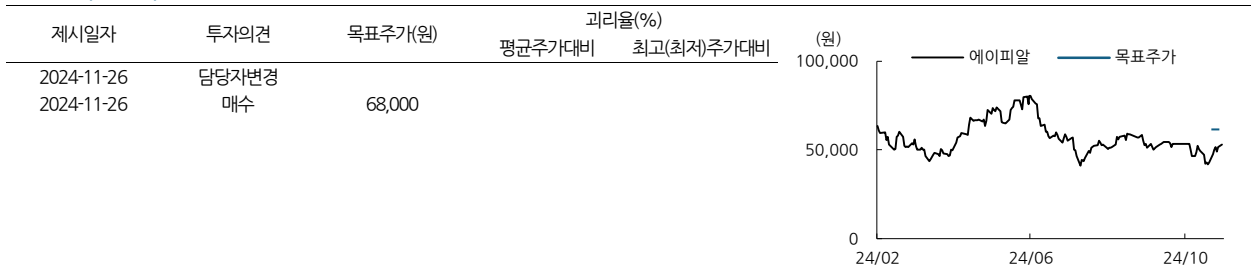 제시일자 투자의견 목표주가(원) 괴리율(%)
평균주가대비 최고(최저)주가대비
2024-11-26 담당자변경
2024-11-26 매수 68,000
(원)
에이피알 목표주가
100,000
50,000
0
24/02 24/06 24/10